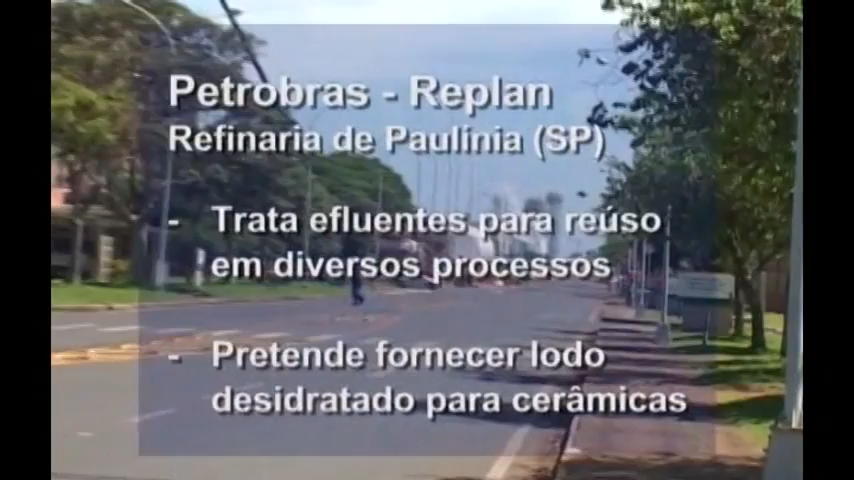 Petrobras - Replan
Refinaria de Paulínia (SP)
- Trata efluentes para reúso
em diversos processos
- Pretende fornecer lodo
desidratado para cerâmicas